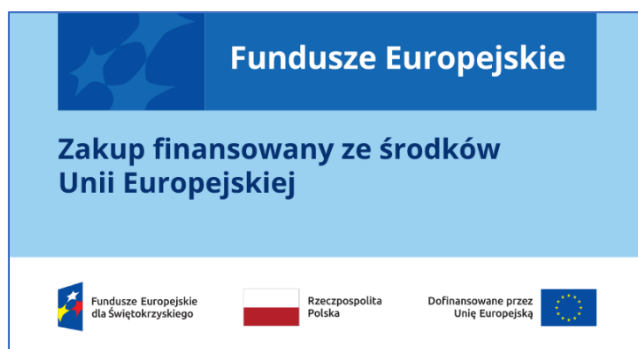 Fundusze Europejskie
Zakup finansowany ze środków
Unii Europejskiej
Fundusze Europejskie
dla Świętokrzyskiego
Rzeczpospolita
Polska
Dofinansowane przez
Unię Europejską